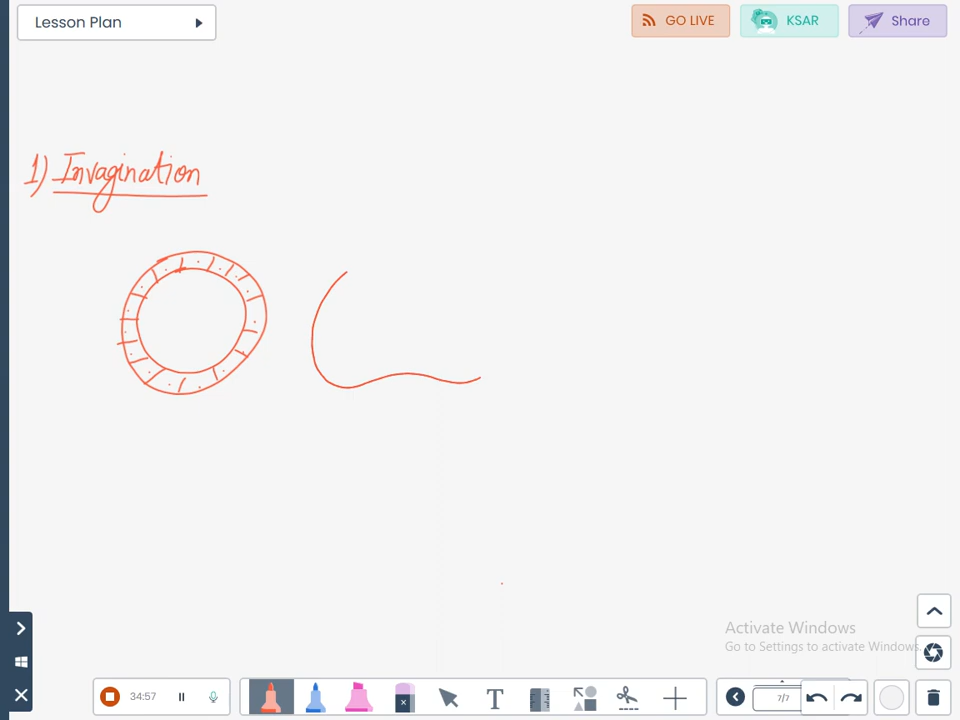 Lesson Plan
GO LIVE
KSAR
Share
1) Invagination
Activate Windows
Go to Settings to activate Windows.
34:57
T
7/7